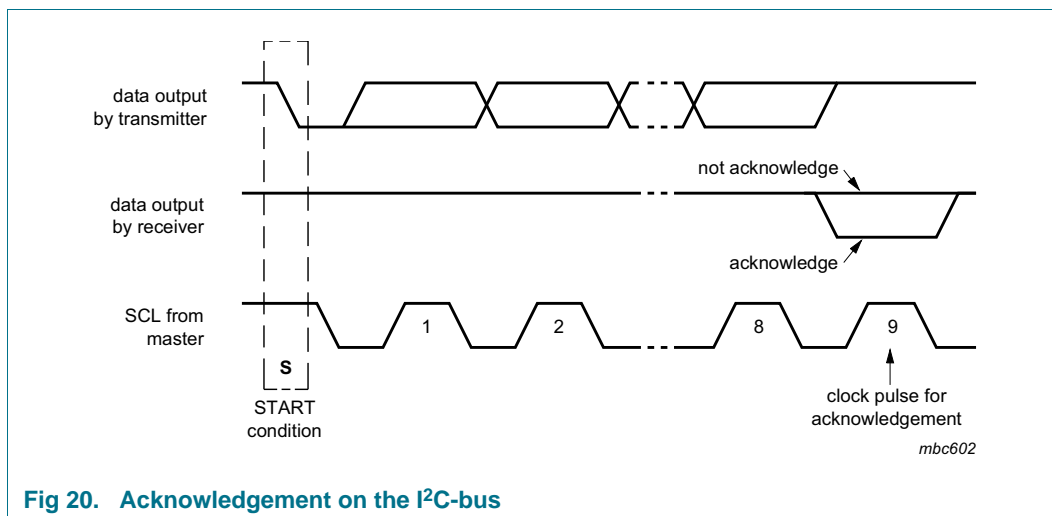 data output
by transmitter
not acknowledge
data output
by receiver
acknowledge
SCL from
master
1
2
8
9
S
START
condition
clock pulse for
acknowledgement
mbc602
Fig 20. Acknowledgement on the I²C-bus